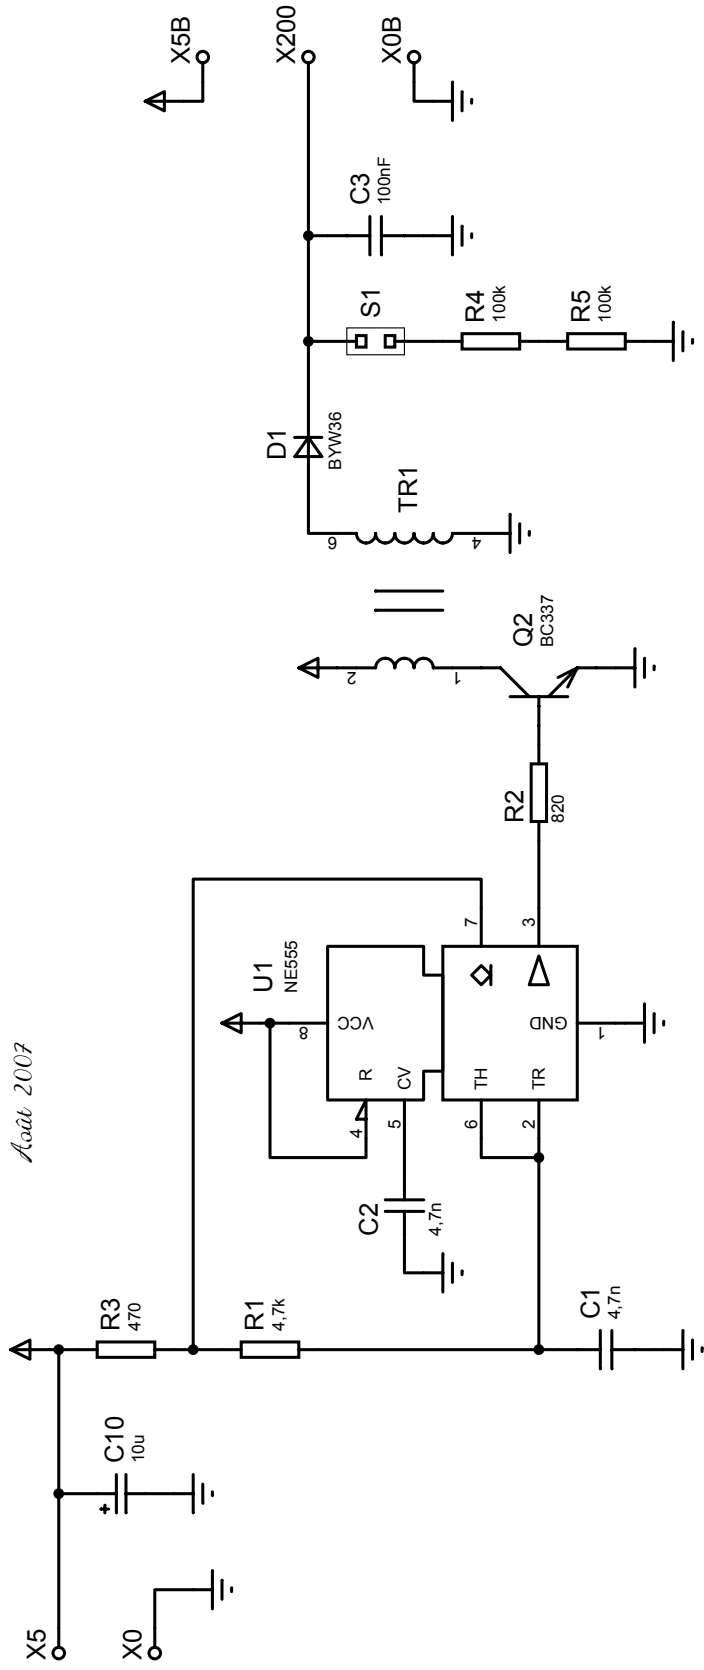 Août 2007
X5
X0
C10
10u
R3
470
R1
4,7k
C1
4,7n
C2
4,7n
U1
NE555
8
VCC
R
4
CV
5
TH
6
TR
2
7
3
GND
1
R2
820
Q2
BC337
2
1
TR1
6
4
D1
BYW36
S1
R4
100k
R5
100k
C3
100nF
X5B
X200
X0B